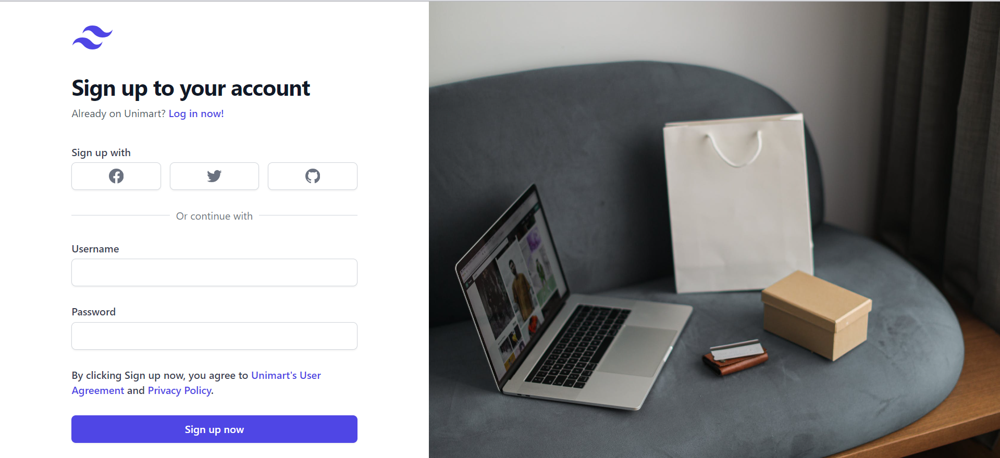 Sign up to your account
Already on Unimart? Log in now!
Sign up with
Or continue with
Username
Password
By clicking Sign up now, you agree to Unimart's User
Agreement and Privacy Policy.
Sign up now